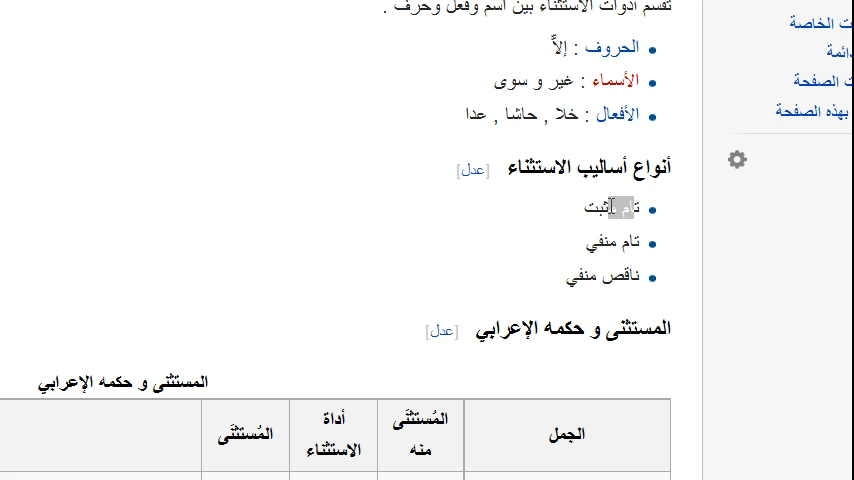 تقسم أدوات الاستثناء بين اسم وفعل وحرف .
الحروف : إلاَّ
الأسماء : غير و سوى
الأفعال : خلا , حاشا , عدا
أنواع أساليب الاستثناء [عدل]
تام مثبت
تام منفي
ناقص منفي
المستثنى و حكمه الإعرابي [عدل]
المستثنى و حكمه الإعرابي
الجمل
المُستثنَى منه
أداة الاستثناء
المُستثنَى
ت الخاصة
دائمة
ت الصفحة
بهذه الصفحة